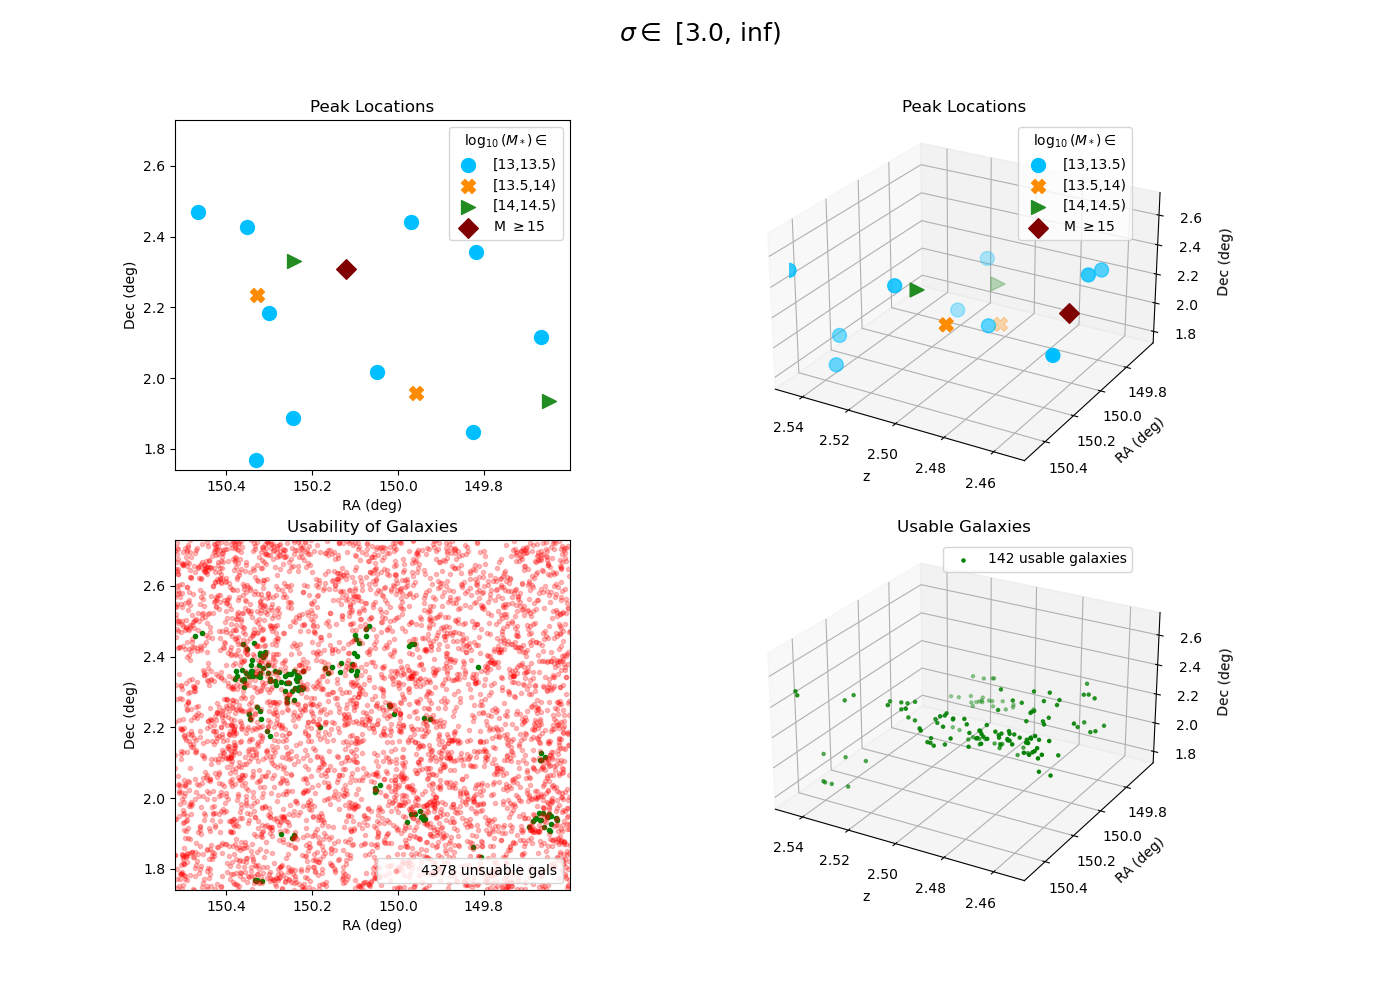 σ ∈ [3.0, inf)
Peak Locations
log₁₀(M*) ∈
[13,13.5)
[13.5,14)
[14,14.5)
M ≥15
2.6
2.4
2.2
2.0
1.8
Dec (deg)
150.4 150.2 150.0 149.8
RA (deg)
Peak Locations
log₁₀(M*) ∈
[13,13.5)
[13.5,14)
[14,14.5)
M ≥15
2.6
2.4
2.2
2.0
1.8
Dec (deg)
149.8
150.0
150.2
150.4
RA (deg)
2.54
2.52
2.50
2.48
2.46
z
Usability of Galaxies
2.6
2.4
2.2
2.0
1.8
Dec (deg)
4378 unsuable gals
150.4 150.2 150.0 149.8
RA (deg)
Usable Galaxies
142 usable galaxies
2.6
2.4
2.2
2.0
1.8
Dec (deg)
149.8
150.0
150.2
150.4
RA (deg)
2.54
2.52
2.50
2.48
2.46
z